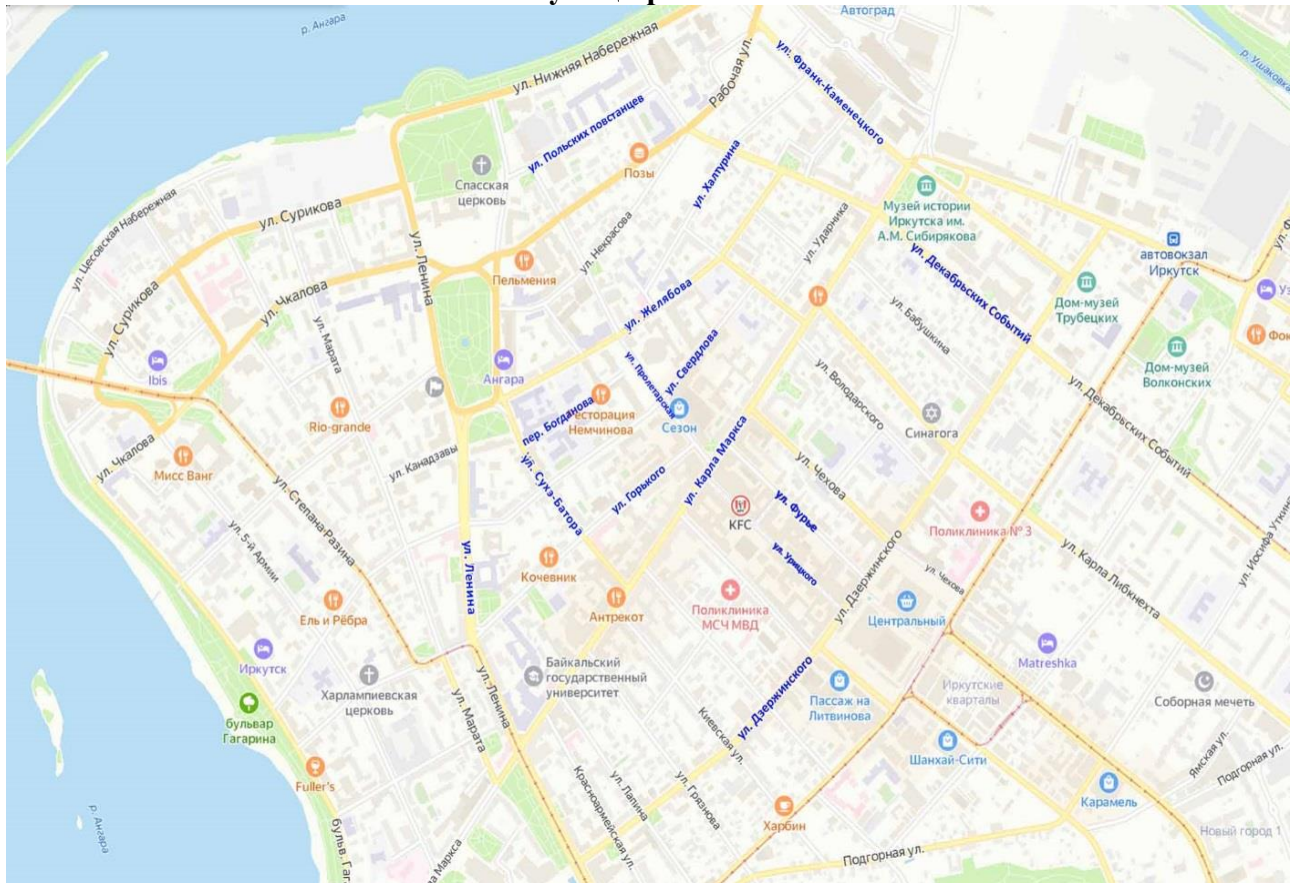 р. Ангара
Автоград
р. Ушаковка
ул. Нижняя Набережная
Рабочая ул.
ул. Франк-Каменецкого
ул. Польских повстанцев
Позы
ул. Халтурина
Спасская
церковь
Музей истории
Иркутска им.
А.М. Сибирякова
ул. Цесовская Набережная
ул. Сурикова
ул. Некрасова
ул. Ударника
автовокзал
Иркутск
ул. Ленина
Пельмения
ул. Декабрьских Событий
ул. Чкалова
ул. Сурикова
ул. Желябова
ул. Бабушкина
Дом-музей
Трубецких
ул. Марата
Ibis
Ангара
ул. Пролетарская
ул. Свердлова
ул. Володарского
Дом-музей
Волконских
Rio-grande
пер. Богданова
Немчинова
Сезон
Синагога
ул. Декабрьских Событий
ул. Чкалова
Мисс Ванг
ул. Канадзавы
ул. Сухэ-Батора
ул. Горького
ул. Карла Маркса
ул. Чехова
ул. Степана Разина
KFC
ул. Фурье
Поликлиника № 3
ул. 5-й Армии
ул. Ленина
Кочевник
ул. Урицкого
ул. Дзержинского
ул. Чехова
ул. Карла Либкнехта
ул. Иосифа Уткина
Ель и Рёбра
Антрекот
Поликлиника
МСЧ МВД
Центральный
Иркутск
Харлампиевская
церковь
Байкальский
государственный
университет
ул. Ленина
ул. Дзержинского
Пассаж на
Литвинова
Matreshka
Иркутские
кварталы
Соборная мечеть
бульвар
Гагарина
ул. Марата
Киевская ул.
Шанхай-Сити
Ямская ул.
Подгорная ул.
Fuller's
Красноармейская ул.
ул. Лапина
ул. Грязнова
Харбин
Карамель
р. Ангара
бульв.
Маркса
Подгорная ул.
Новый город 1